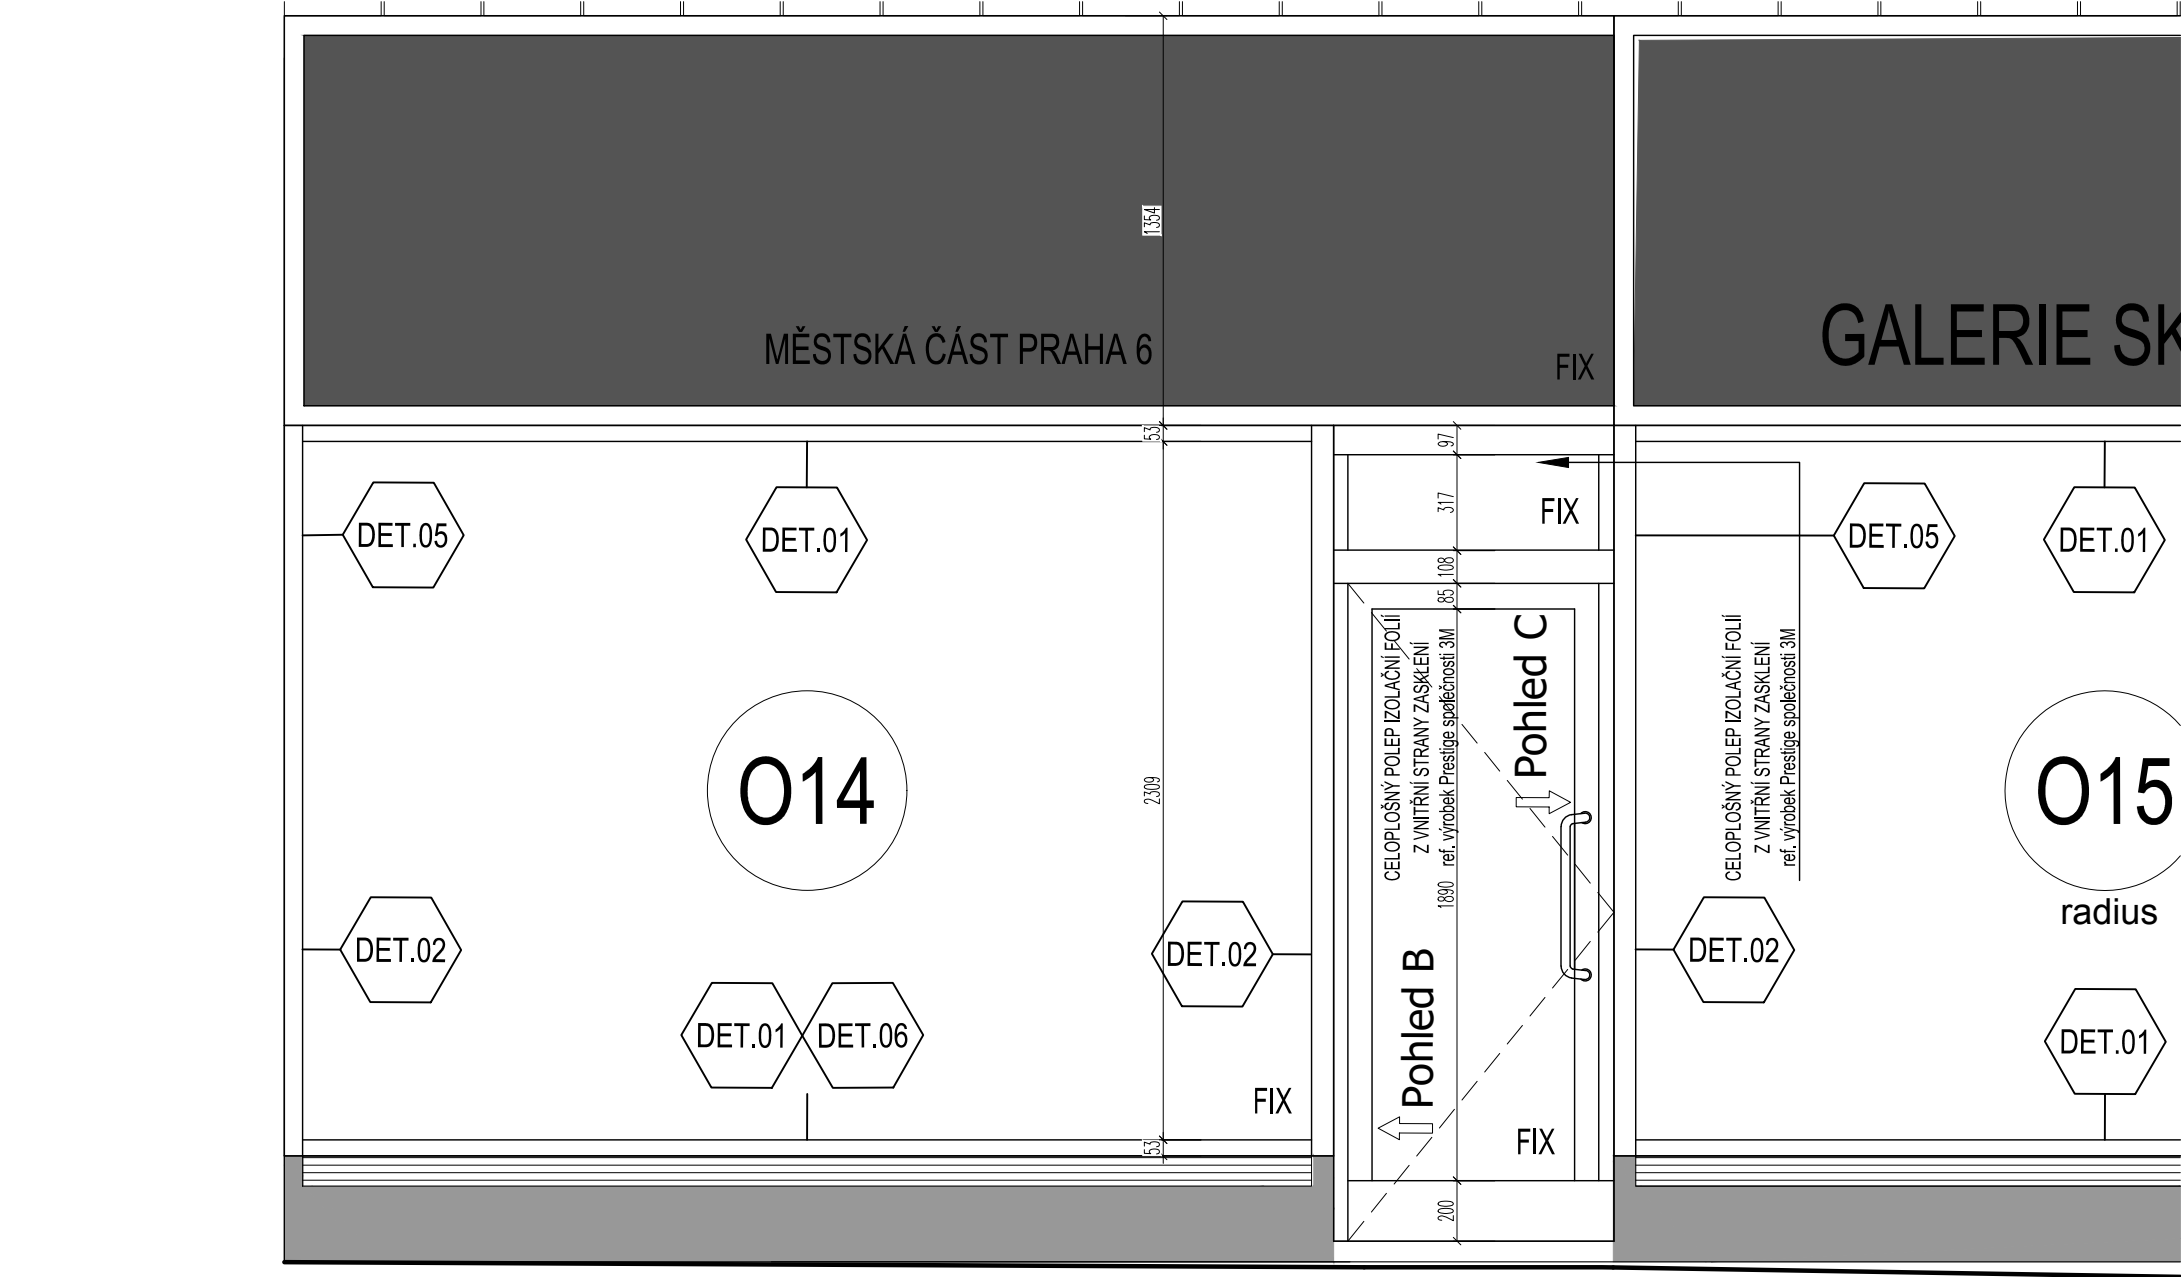 1354
MĚSTSKÁ ČÁST PRAHA 6
FIX
GALERIE SK
53
97
317
FIX
108
85
DET.05
DET.01
DET.05
DET.01
CELOPLOŠNÝ POLEP IZOLAČNÍ FOLIÍ
Z VNITŘNÍ STRANY ZASKLENÍ
ref. výrobek Prestige společnosti 3M
Pohled C
CELOPLOŠNÝ POLEP IZOLAČNÍ FOLIÍ
Z VNITŘNÍ STRANY ZASKLENÍ
ref. výrobek Prestige společnosti 3M
O14
2309
O15
radius
1890
DET.02
DET.02
DET.02
Pohled B
DET.01
DET.06
DET.01
FIX
FIX
53
200